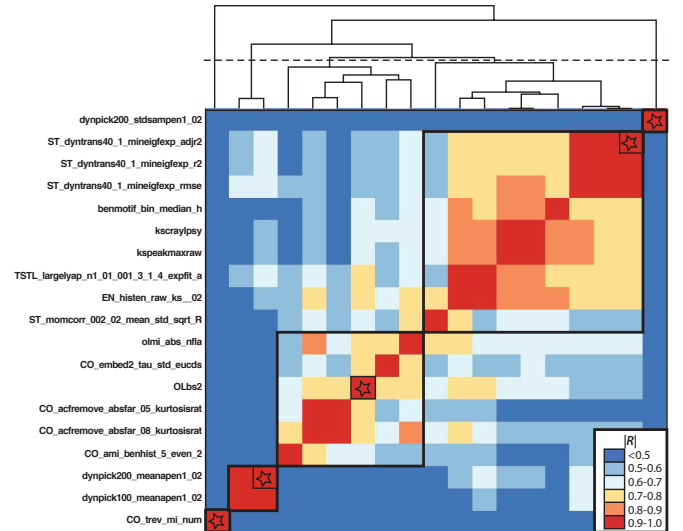 dynpick200_stdsampen1_02
ST_dyntrans40_1_mineigfexp_adjr2
ST_dyntrans40_1_mineigfexp_r2
ST_dyntrans40_1_mineigfexp_rmse
benmotif_bin_median_h
kscraylpsy
kspeakmaxraw
TSTL_largelyap_n1_01_001_3_1_4_expfit_a
EN_histen_raw_ks__02
ST_momcorr_002_02_mean_std_sqrt_R
olmi_abs_nfla
CO_embed2_tau_std_eucds
OLbs2
CO_acfremove_absfar_05_kurtosisrat
CO_acfremove_absfar_08_kurtosisrat
CO_ami_benhist_5_even_2
dynpick200_meanapen1_02
dynpick100_meanapen1_02
CO_trev_mi_num
|R|
<0.5
0.5-0.6
0.6-0.7
0.7-0.8
0.8-0.9
0.9-1.0